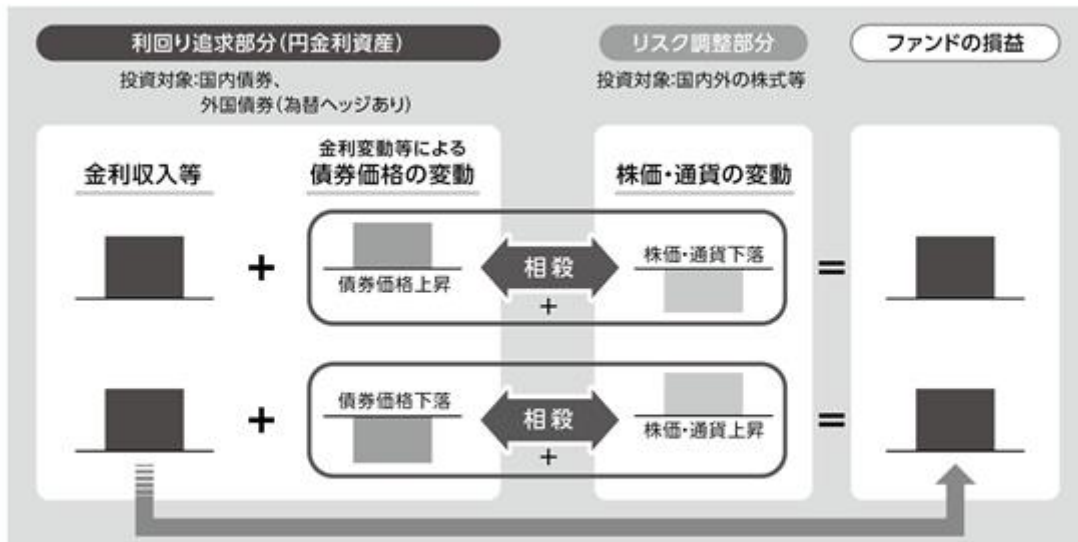 利回り追求部分(円金利資産)
投資対象:国内債券、
外国債券(為替ヘッジあり)
リスク調整部分
投資対象:国内外の株式等
ファンドの損益
金利収入等
金利変動等による
債券価格の変動
株価・通貨の変動
+
債券価格上昇
相殺
+
株価・通貨下落
=
+
債券価格下落
相殺
+
株価・通貨上昇
=